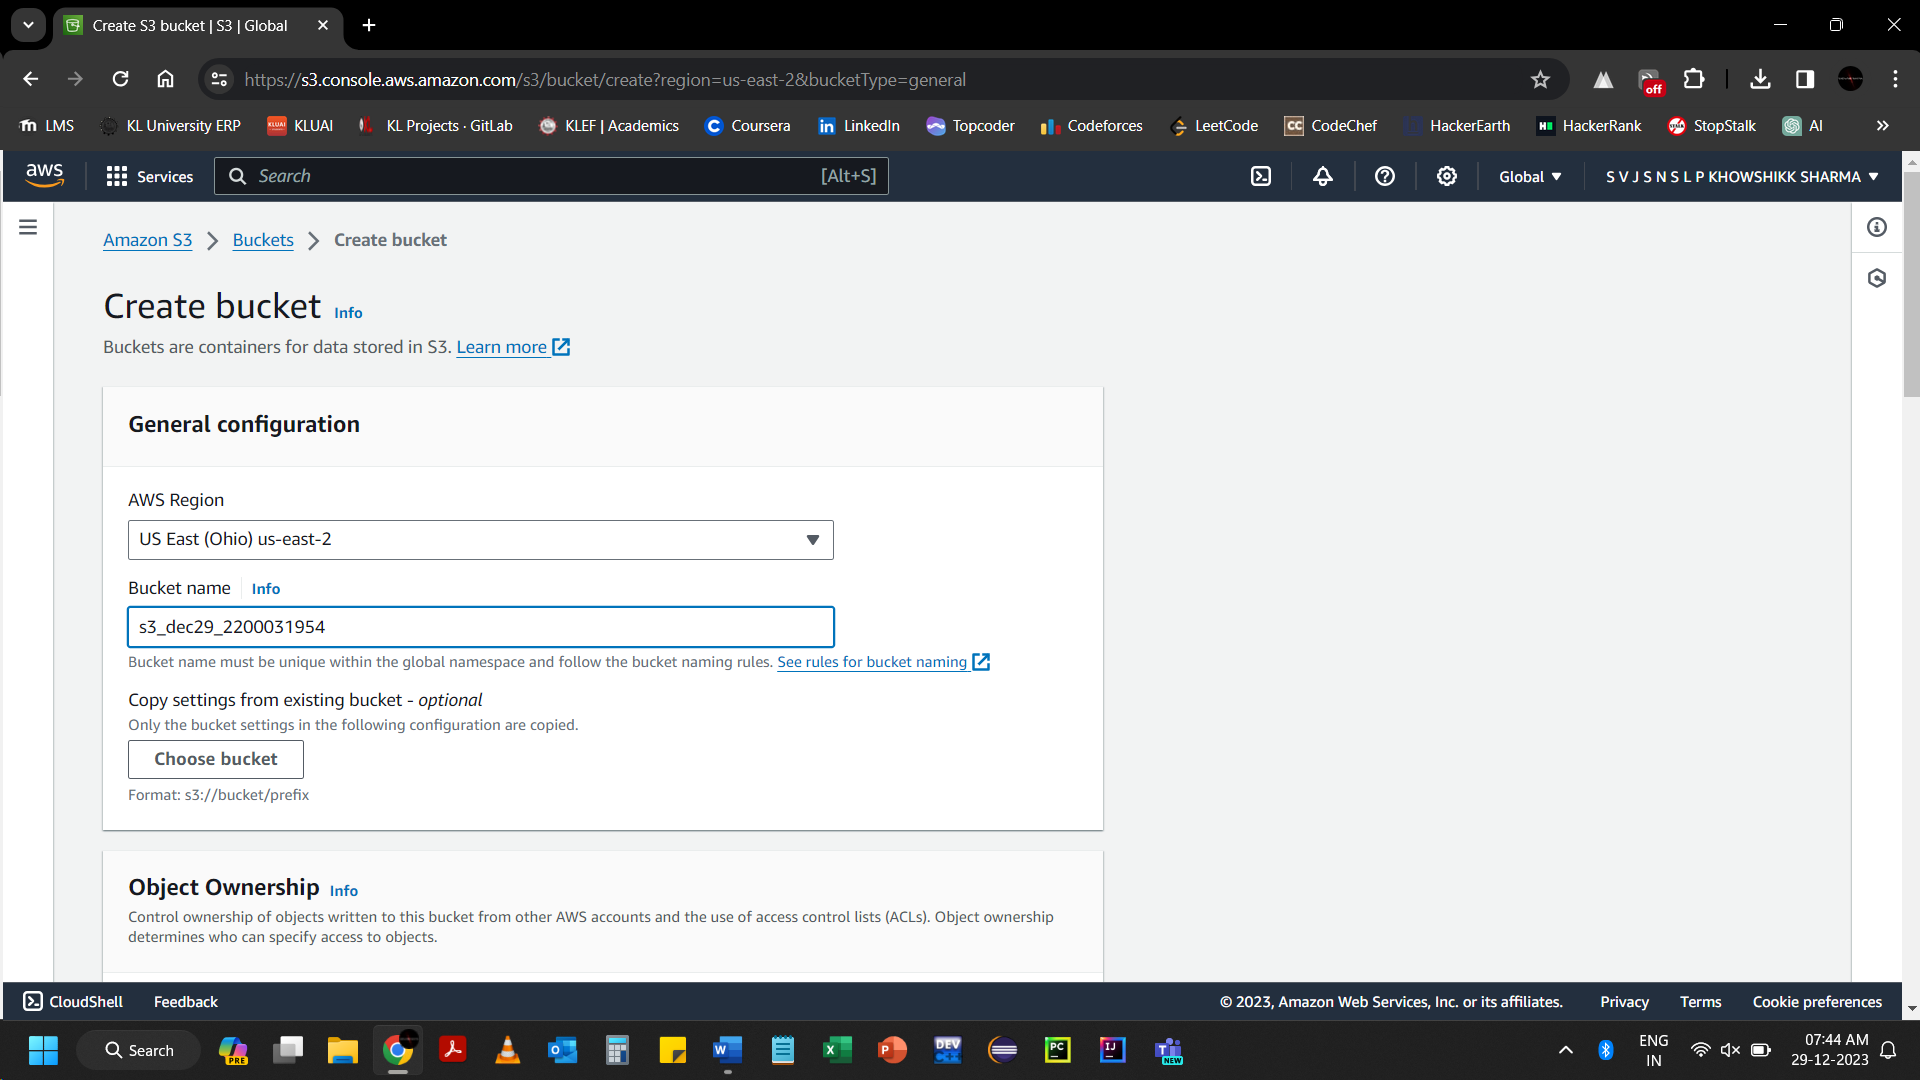 Create S3 bucket | S3 | Global
https://s3.console.aws.amazon.com/s3/bucket/create?region=us-east-2&bucketType=general
off
LMS KL University ERP KLUAI KLUAI KL Projects · GitLab KLEF | Academics Coursera LinkedIn Topcoder Codeforces LeetCode CodeChef HackerEarth HackerRank StopStalk AI
aws Services Search [Alt+S] Global S V J S N S L P KHOWSHIKK SHARMA
Amazon S3 > Buckets > Create bucket
Create bucket Info
Buckets are containers for data stored in S3. Learn more
General configuration
AWS Region
US East (Ohio) us-east-2
Bucket name Info
s3_dec29_2200031954
Bucket name must be unique within the global namespace and follow the bucket naming rules. See rules for bucket naming
Copy settings from existing bucket - optional
Only the bucket settings in the following configuration are copied.
Choose bucket
Format: s3://bucket/prefix
Object Ownership Info
Control ownership of objects written to this bucket from other AWS accounts and the use of access control lists (ACLs). Object ownership
determines who can specify access to objects.
CloudShell Feedback © 2023, Amazon Web Services, Inc. or its affiliates. Privacy Terms Cookie preferences
Search PRE DEV C++ PC IJ NEW
ENG
IN
07:44 AM
29-12-2023